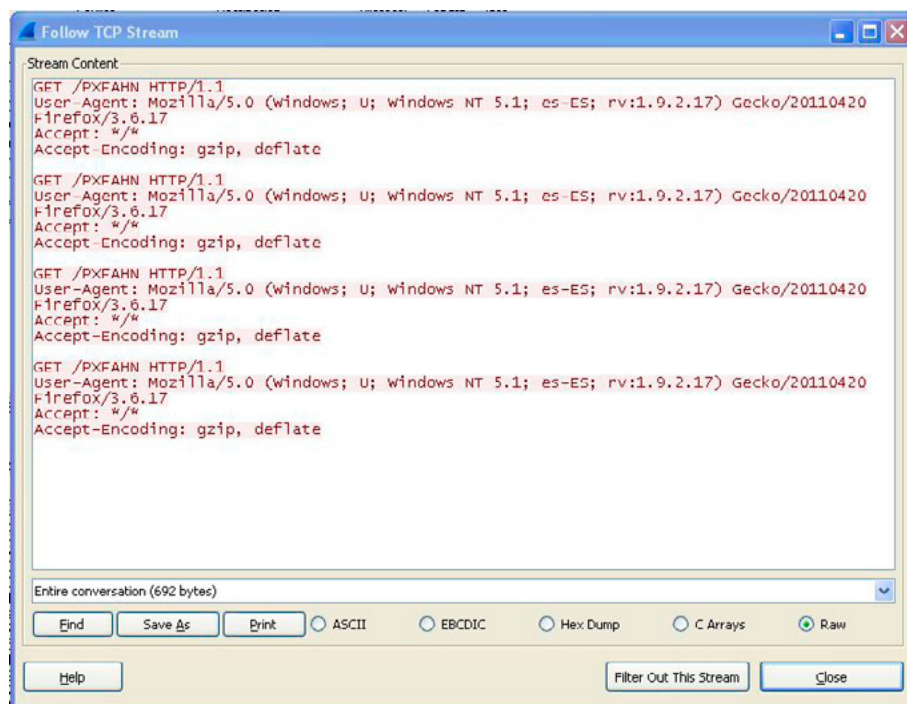 Follow TCP Stream
Stream Content
GET /PXFAHN HTTP/1.1
User-Agent: Mozilla/5.0 (Windows; U; Windows NT 5.1; es-ES; rv:1.9.2.17) Gecko/20110420
Firefox/3.6.17
Accept: */*
Accept-Encoding: gzip, deflate
GET /PXFAHN HTTP/1.1
User-Agent: Mozilla/5.0 (Windows; U; Windows NT 5.1; es-ES; rv:1.9.2.17) Gecko/20110420
Firefox/3.6.17
Accept: */*
Accept-Encoding: gzip, deflate
GET /PXFAHN HTTP/1.1
User-Agent: Mozilla/5.0 (Windows; U; Windows NT 5.1; es-ES; rv:1.9.2.17) Gecko/20110420
Firefox/3.6.17
Accept: */*
Accept-Encoding: gzip, deflate
GET /PXFAHN HTTP/1.1
User-Agent: Mozilla/5.0 (Windows; U; Windows NT 5.1; es-ES; rv:1.9.2.17) Gecko/20110420
Firefox/3.6.17
Accept: */*
Accept-Encoding: gzip, deflate
Entire conversation (692 bytes)
Find Save As Print ASCII EBCDIC Hex Dump C Arrays Raw
Help Filter Out This Stream Close